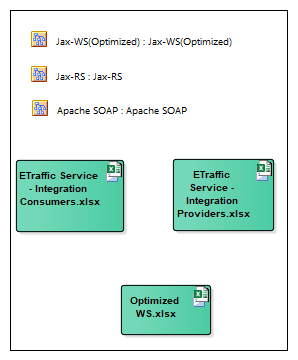 Jax-WS(Optimized) : Jax-WS(Optimized)
Jax-RS : Jax-RS
Apache SOAP : Apache SOAP
ETraffic Service
- Integration
Consumers.xlsx
ETraffic
Service -
Integration
Providers.xlsx
Optimized
WS.xlsx